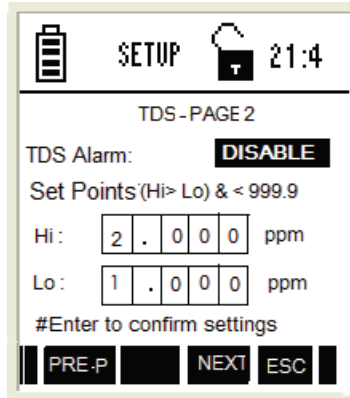 SETUP T 21:4
TDS-PAGE 2
TDS Alarm: DISABLE
Set Points (Hi> Lo) & < 999.9
Hi : 2 . 0 0 0 ppm
Lo : 1 . 0 0 0 ppm
#Enter to confirm settings
PRE-P NEXT ESC